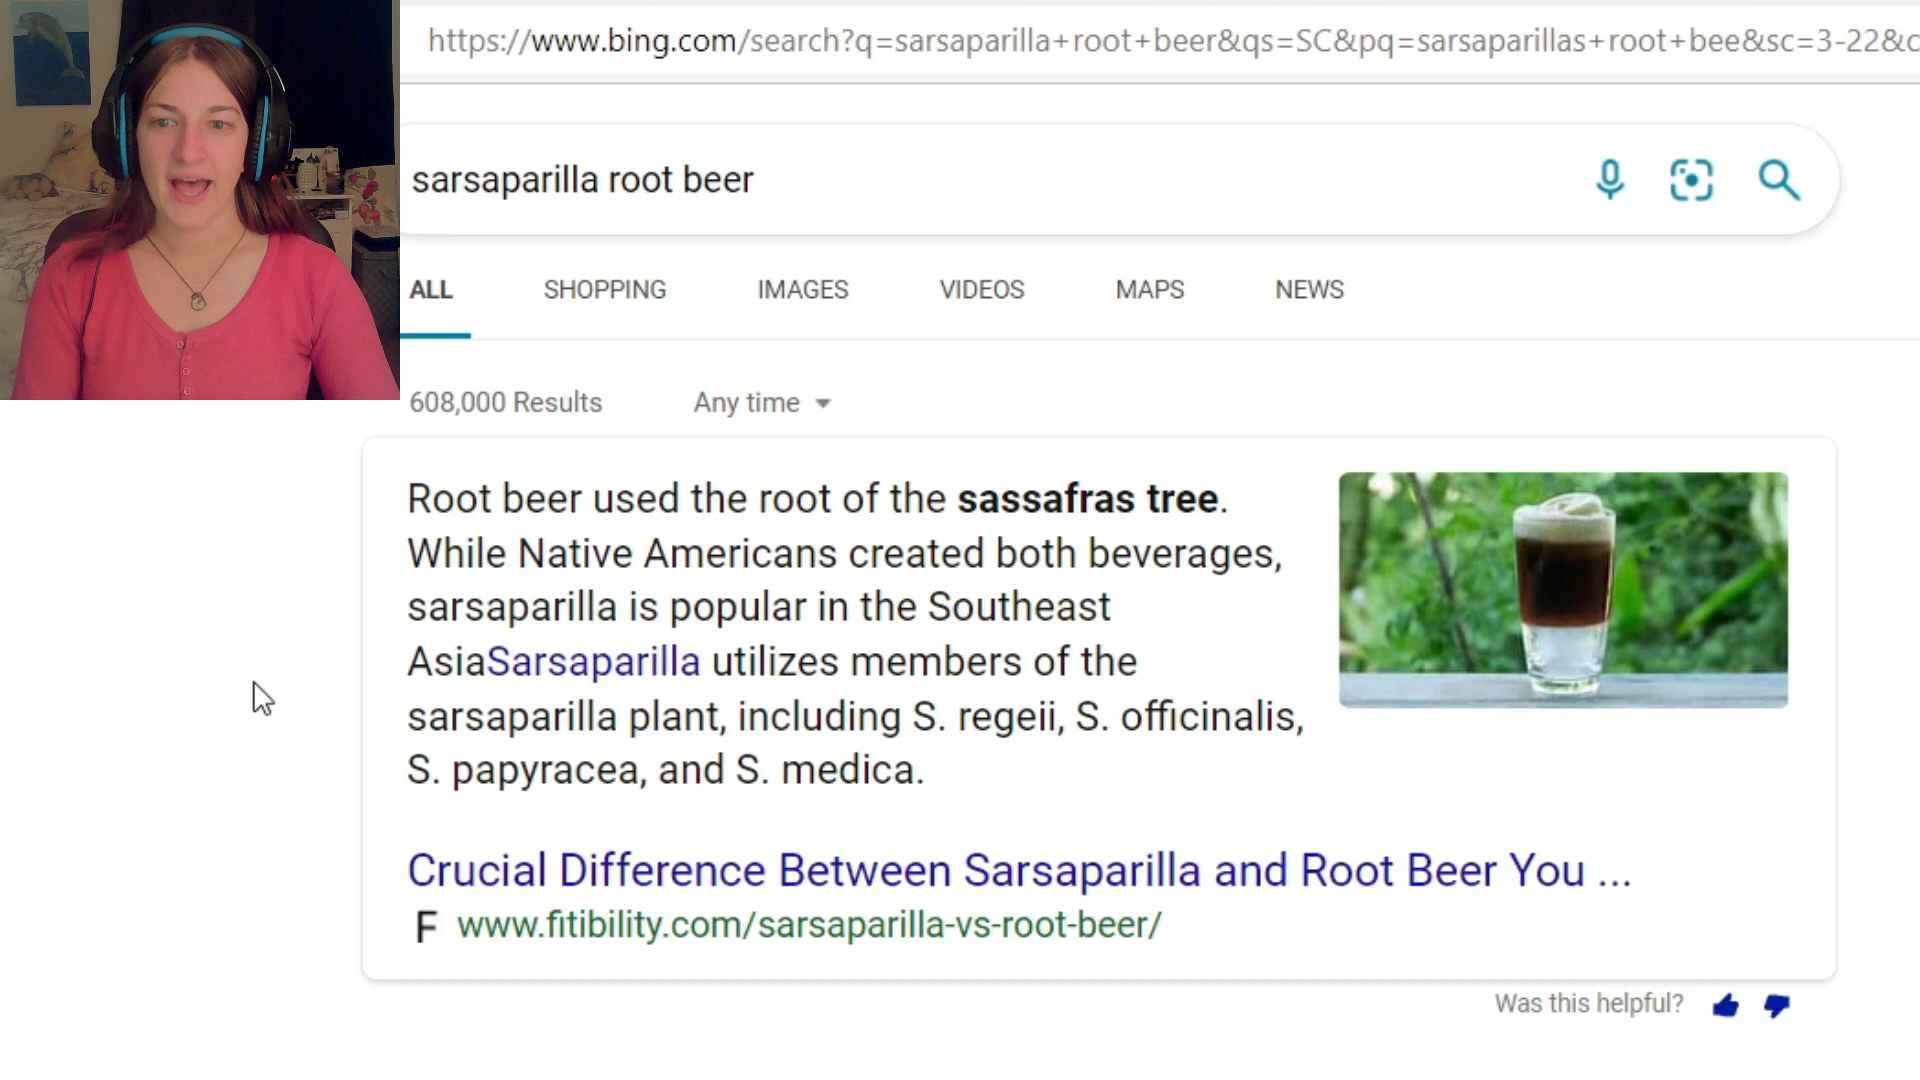 https://www.bing.com/search?q=sarsaparilla+root+beer&qs=SC&pq=sarsaparillas+root+bee&sc=3-22&c
sarsaparilla root beer
ALL SHOPPING IMAGES VIDEOS MAPS NEWS
608,000 Results Any time
Root beer used the root of the sassafras tree.
While Native Americans created both beverages,
sarsaparilla is popular in the Southeast
AsiaSarsaparilla utilizes members of the
sarsaparilla plant, including S. regeii, S. officinalis,
S. papyracea, and S. medica.
Crucial Difference Between Sarsaparilla and Root Beer You ...
F www.fitibility.com/sarsaparilla-vs-root-beer/
Was this helpful?